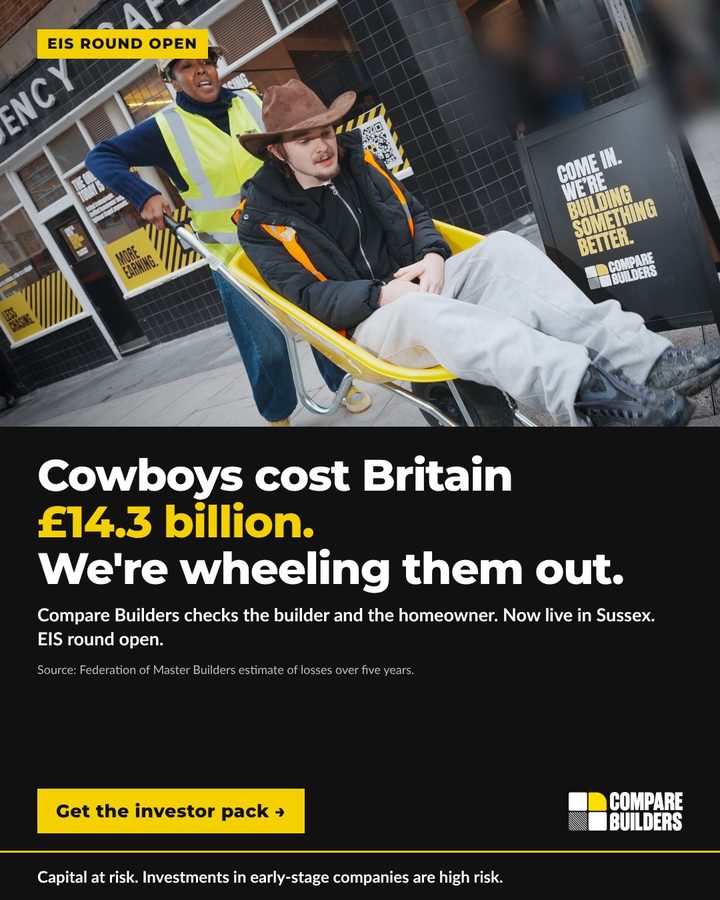 EIS ROUND OPEN
MORE
EARNING.
LESS
CHASING.
COME IN.
WE'RE
BUILDING
SOMETHING
BETTER.
COMPARE
BUILDERS
Cowboys cost Britain
£14.3 billion.
We're wheeling them out.
Compare Builders checks the builder and the homeowner. Now live in Sussex.
EIS round open.
Source: Federation of Master Builders estimate of losses over five years.
Get the investor pack →
COMPARE
BUILDERS
Capital at risk. Investments in early-stage companies are high risk.